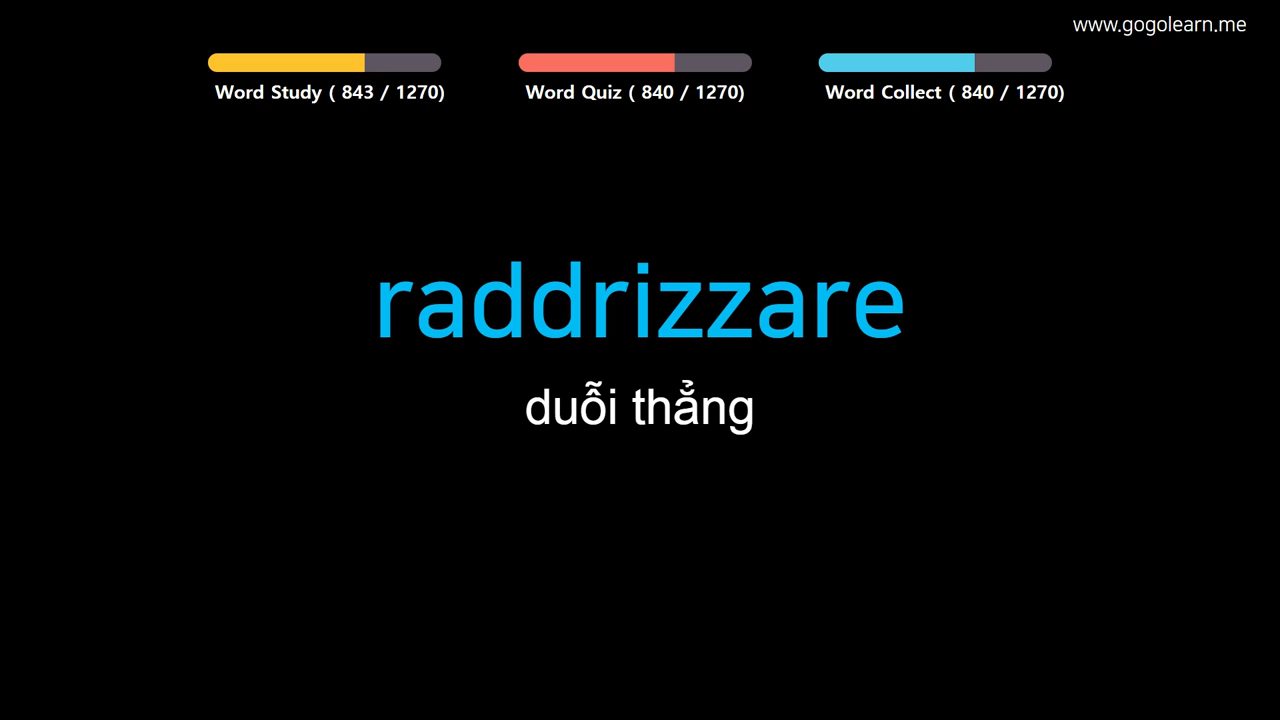 www.gogolearn.me
Word Study ( 843 / 1270)
Word Quiz ( 840 / 1270)
Word Collect ( 840 / 1270)
raddrizzare
duỗi thẳng